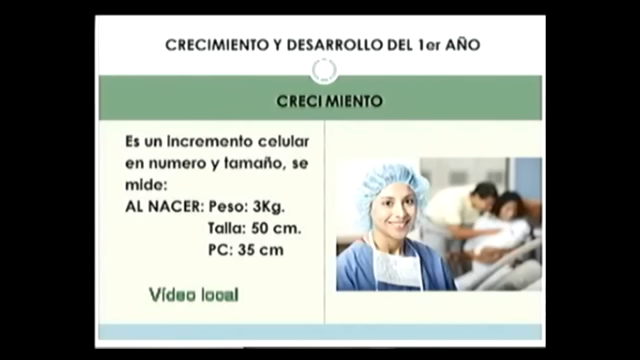 CRECIMIENTO Y DESARROLLO DEL 1er AÑO
CRECIMIENTO
Es un incremento celular
en numero y tamaño, se
mide:
AL NACER: Peso: 3Kg.
Talla: 50 cm.
PC: 35 cm
Vídeo local